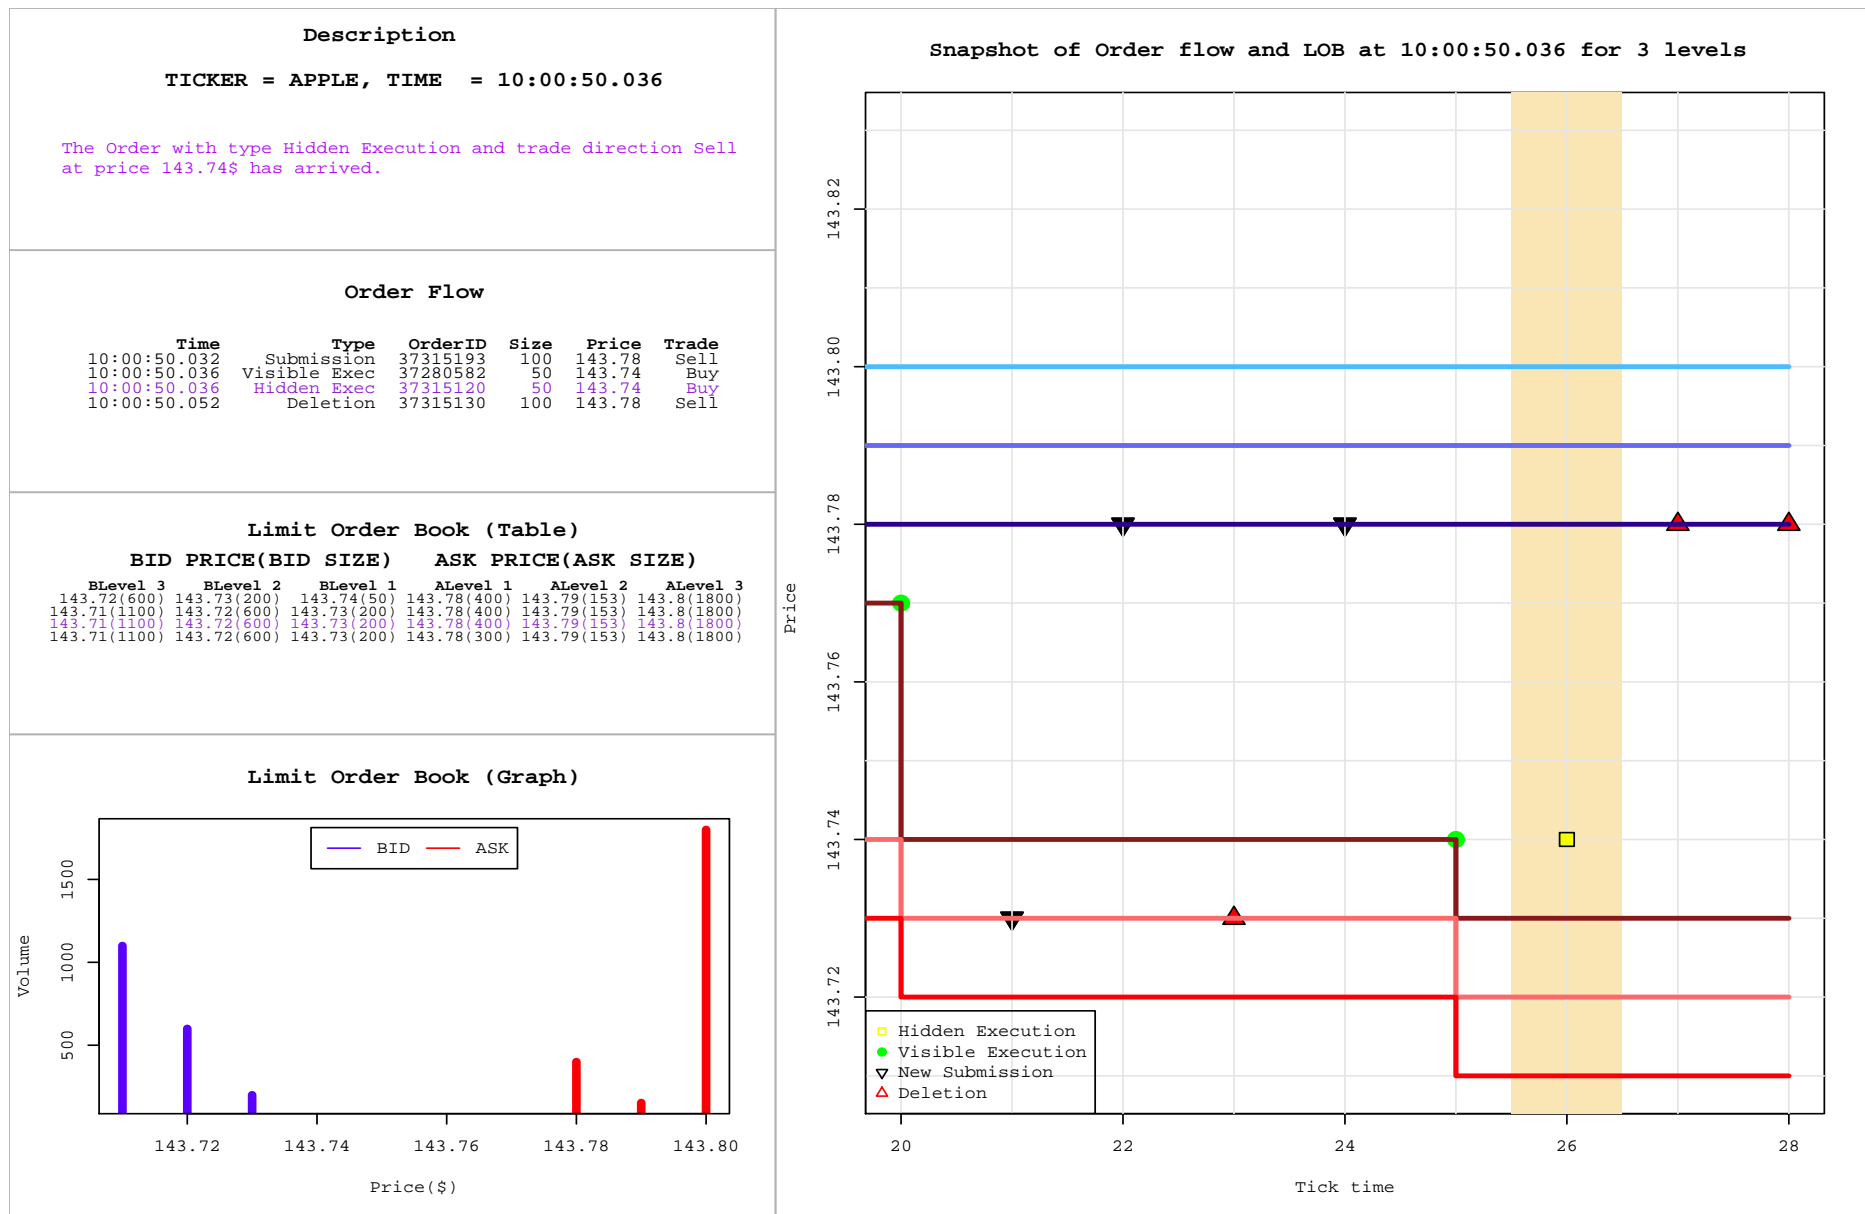 Description
TICKER = APPLE, TIME  = 10:00:50.036
The Order with type Hidden Execution and trade direction Sell
at price 143.74$ has arrived.
Order Flow
Time Type OrderID Size Price Trade
10:00:50.032 Submission 37315193 100 143.78 Sell
10:00:50.036 Visible Exec 37280582 50 143.74 Buy
10:00:50.036 Hidden Exec 37315120 50 143.74 Buy
10:00:50.052 Deletion 37315130 100 143.78 Sell
Limit Order Book (Table)
BID PRICE(BID SIZE) ASK PRICE(ASK SIZE)
BLevel 3 BLevel 2 BLevel 1 ALevel 1 ALevel 2 ALevel 3
143.72(600) 143.73(200) 143.74(50) 143.78(400) 143.79(153) 143.8(1800)
143.71(1100) 143.72(600) 143.73(200) 143.78(400) 143.79(153) 143.8(1800)
143.71(1100) 143.72(600) 143.73(200) 143.78(400) 143.79(153) 143.8(1800)
143.71(1100) 143.72(600) 143.73(200) 143.78(300) 143.79(153) 143.8(1800)
Limit Order Book (Graph)
BID ASK
Volume
1500
1000
500
143.72 143.74 143.76 143.78 143.80
Price($)
Snapshot of Order flow and LOB at 10:00:50.036 for 3 levels
Price
143.82
143.80
143.78
143.76
143.74
143.72
Hidden Execution
Visible Execution
New Submission
Deletion
20 22 24 26 28
Tick time